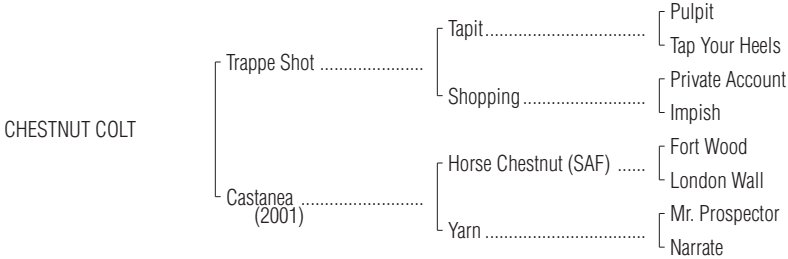 Pulpit
Tapit..................................
Tap Your Heels
Trappe Shot ......................
Private Account
Shopping..........................
Impish
CHESTNUT COLT
Fort Wood
Horse Chestnut (SAF) ......
London Wall
Castanea ..........................
(2001)
Mr. Prospector
Yarn ..................................
Narrate